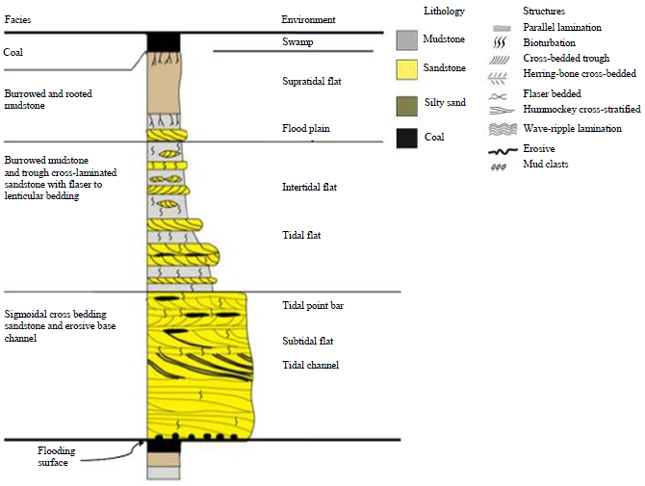 Facies
Environment
Lithology
Structures
Swamp
Coal
Supratidal flat
Burrowed and rooted
mudstone
Flood plain
Burrowed mudstone
and trough cross-laminated
sandstone with flaser to
lenticular bedding
Intertidal flat
Tidal flat
Sigmoidal cross bedding
sandstone and erosive base
channel
Tidal point bar
Subtidal flat
Tidal channel
Flooding
surface
Mudstone
Sandstone
Silty sand
Coal
Parallel lamination
Bioturbation
Cross-bedded trough
Herring-bone cross-bedded
Flaser bedded
Hummockey cross-stratified
Wave-ripple lamination
Erosive
Mud clasts